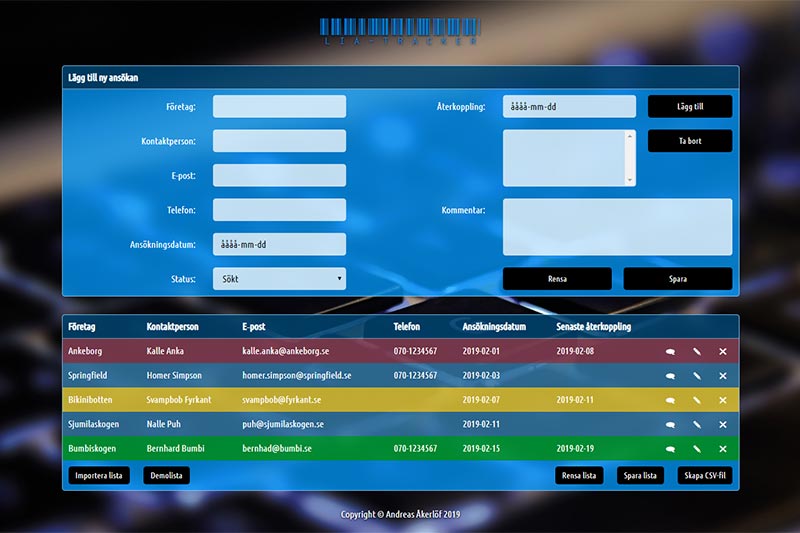 LIA-TRACKER
Lägg till ny ansökan
Företag:
Kontaktperson:
E-post:
Telefon:
Ansökningsdatum: åååå-mm-dd
Status: Sökt
Återkoppling: åååå-mm-dd Lägg till
Ta bort
Kommentar:
Rensa Spara
Företag Kontaktperson E-post Telefon Ansökningsdatum Senaste återkoppling
Ankeborg Kalle Anka kalle.anka@ankeborg.se 070-1234567 2019-02-01 2019-02-08
Springfield Homer Simpson homer.simpson@springfield.se 070-1234567 2019-02-03
Bikinibotten Svampbob Fyrkant svampbob@fyrkant.se 2019-02-07 2019-02-11
Sjumilaskogen Nalle Puh puh@sjumilaskogen.se 2019-02-11
Bumbiskogen Bernhard Bumbi bernhad@bumbi.se 070-1234567 2019-02-15 2019-02-19
Importera lista Demolista Rensa lista Spara lista Skapa CSV-fil
Copyright © Andreas Åkerlöf 2019